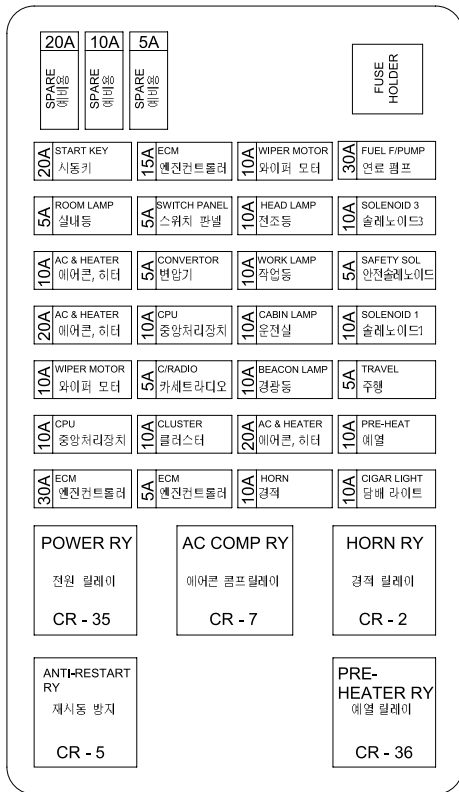 20A 10A 5A
SPARE SPARE SPARE
예비용 예비용 예비용
FUSE
HOLDER
20A START KEY 15A ECM 10A WIPER MOTOR 30A FUEL F/PUMP
시동키 엔진컨트롤러 와이퍼 모터 연료 펌프
5A ROOM LAMP 5A SWITCH PANEL 10A HEAD LAMP 10A SOLENOID 3
실내등 스위치 판넬 전조등 솔레노이드3
10A AC & HEATER 5A CONVERTOR 10A WORK LAMP 5A SAFETY SOL
에어콘, 히터 변압기 작업등 안전솔레노이드
20A AC & HEATER 10A CPU 10A CABIN LAMP 10A SOLENOID 1
에어콘, 히터 중앙처리장치 운전실 솔레노이드1
10A WIPER MOTOR 5A C/RADIO 10A BEACON LAMP 5A TRAVEL
와이퍼 모터 카세트라디오 경광등 주행
10A CPU 10A CLUSTER 20A AC & HEATER 10A PRE-HEAT
중앙처리장치 클러스터 에어콘, 히터 예열
30A ECM 5A ECM 10A HORN 10A CIGAR LIGHT
엔진컨트롤러 엔진컨트롤러 경적 담배 라이트
POWER RY AC COMP RY HORN RY
전원 릴레이 에어콘 콤프릴레이 경적 릴레이
CR - 35 CR - 7 CR - 2
ANTI-RESTART
RY
재시동 방지
CR - 5
PRE-
HEATER RY
예열 릴레이
CR - 36